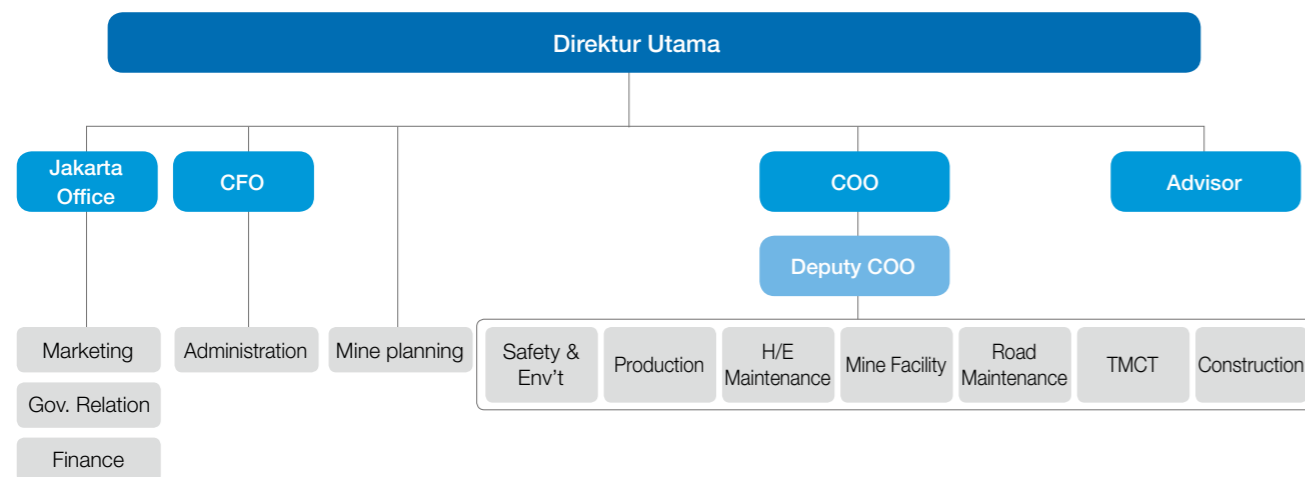 Direktur Utama
Jakarta
Office
CFO
COO
Advisor
Deputy COO
Marketing
Administration
Mine planning
Safety &
Env’t
Production
H/E
Maintenance
Mine Facility
Road
Maintenance
TMCT
Construction
Gov. Relation
Finance